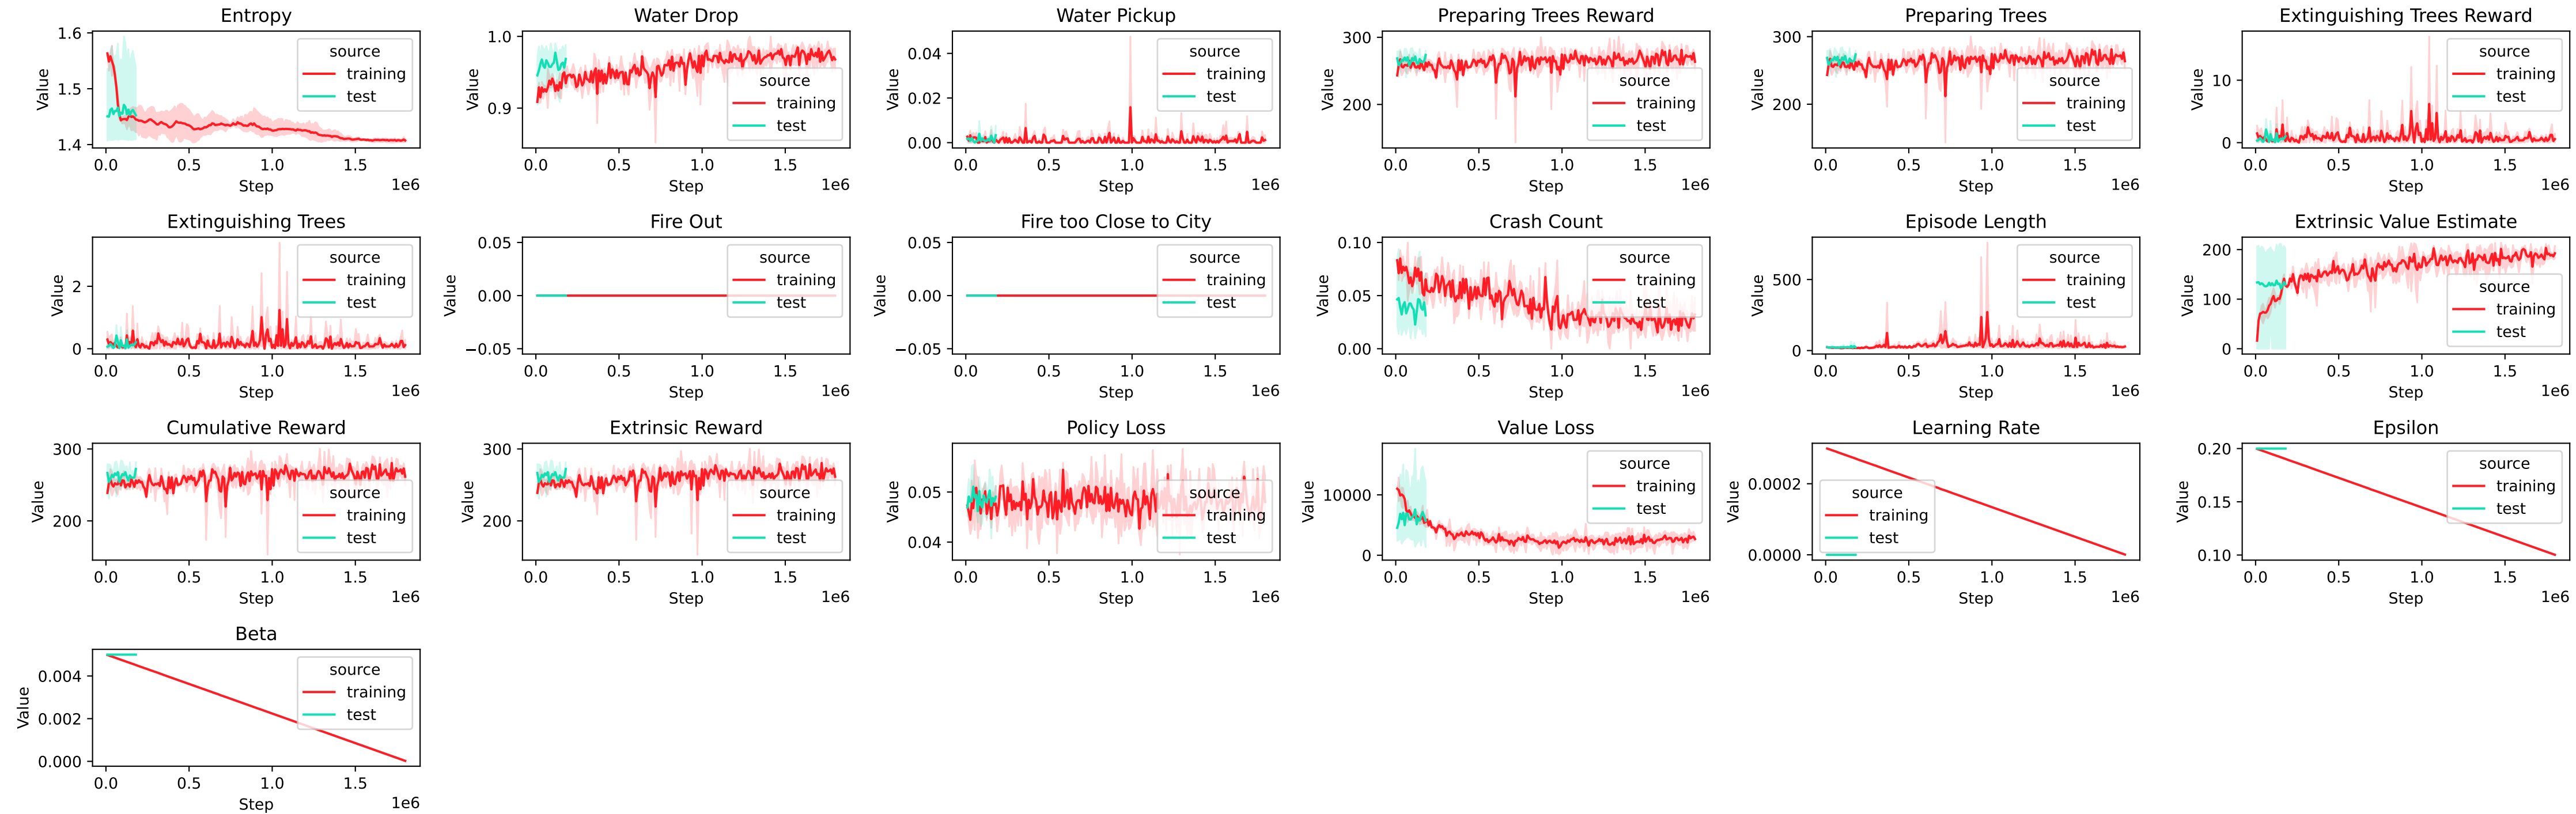 Entropy
Value
1.6
1.5
1.4
0.0 0.5 1.0 1.5
Step
1e6
source
training
test
Water Drop
Value
1.0
0.9
0.0 0.5 1.0 1.5
Step
1e6
source
training
test
Water Pickup
Value
0.04
0.02
0.00
0.0 0.5 1.0 1.5
Step
1e6
source
training
test
Preparing Trees Reward
Value
300
200
0.0 0.5 1.0 1.5
Step
1e6
source
training
test
Preparing Trees
Value
300
200
0.0 0.5 1.0 1.5
Step
1e6
source
training
test
Extinguishing Trees Reward
Value
10
0
0.0 0.5 1.0 1.5
Step
1e6
source
training
test
Extinguishing Trees
Value
2
0
0.0 0.5 1.0 1.5
Step
1e6
source
training
test
Fire Out
Value
0.05
0.00
−0.05
0.0 0.5 1.0 1.5
Step
1e6
source
training
test
Fire too Close to City
Value
0.05
0.00
−0.05
0.0 0.5 1.0 1.5
Step
1e6
source
training
test
Crash Count
Value
0.10
0.05
0.00
0.0 0.5 1.0 1.5
Step
1e6
source
training
test
Episode Length
Value
500
0
0.0 0.5 1.0 1.5
Step
1e6
source
training
test
Extrinsic Value Estimate
Value
200
100
0
0.0 0.5 1.0 1.5
Step
1e6
source
training
test
Cumulative Reward
Value
300
200
0.0 0.5 1.0 1.5
Step
1e6
source
training
test
Extrinsic Reward
Value
300
200
0.0 0.5 1.0 1.5
Step
1e6
source
training
test
Policy Loss
Value
0.05
0.04
0.0 0.5 1.0 1.5
Step
1e6
source
training
test
Value Loss
Value
10000
0
0.0 0.5 1.0 1.5
Step
1e6
source
training
test
Learning Rate
Value
0.0002
0.0000
0.0 0.5 1.0 1.5
Step
1e6
source
training
test
Epsilon
Value
0.20
0.15
0.10
0.0 0.5 1.0 1.5
Step
1e6
source
training
test
Beta
Value
0.004
0.002
0.000
0.0 0.5 1.0 1.5
Step
1e6
source
training
test